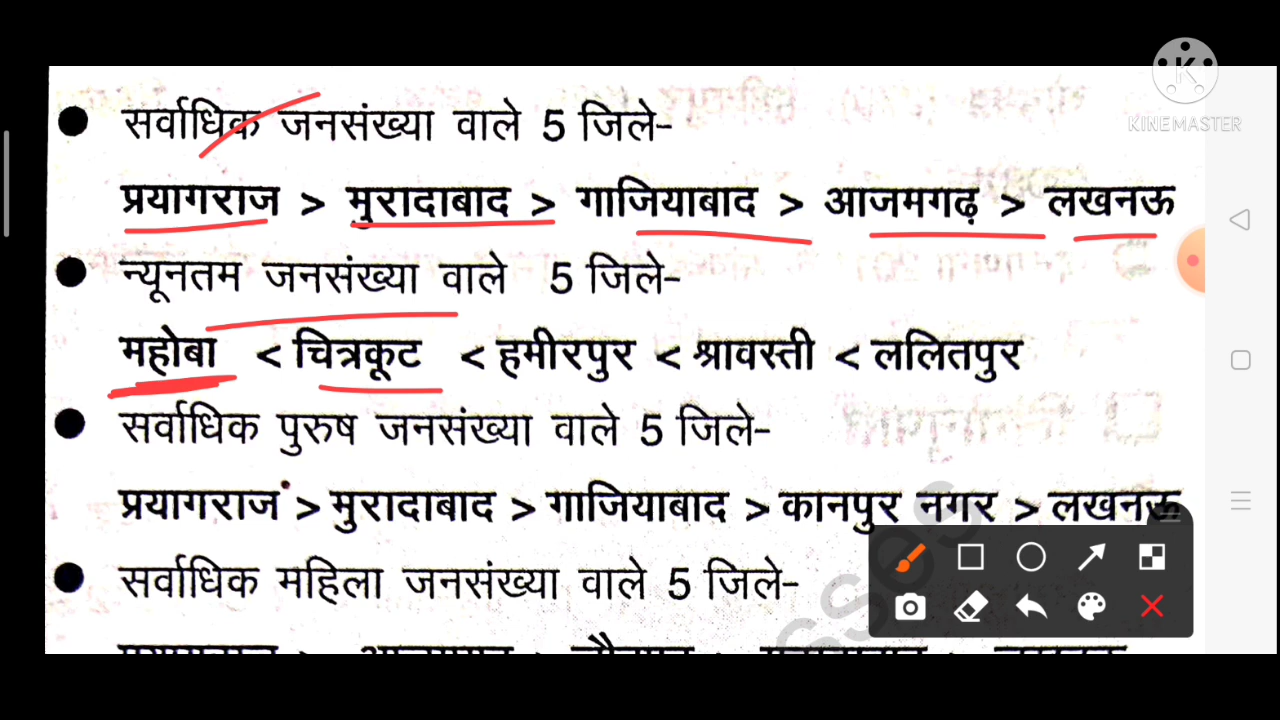 KINEMASTER
● सर्वाधिक जनसंख्या वाले 5 जिले-
प्रयागराज > मुरादाबाद > गाजियाबाद > आजमगढ़ > लखनऊ
● न्यूनतम जनसंख्या वाले 5 जिले-
महोबा < चित्रकूट < हमीरपुर < श्रावस्ती < ललितपुर
● सर्वाधिक पुरुष जनसंख्या वाले 5 जिले-
प्रयागराज > मुरादाबाद > गाजियाबाद > कानपुर नगर > लखनऊ
● सर्वाधिक महिला जनसंख्या वाले 5 जिले-